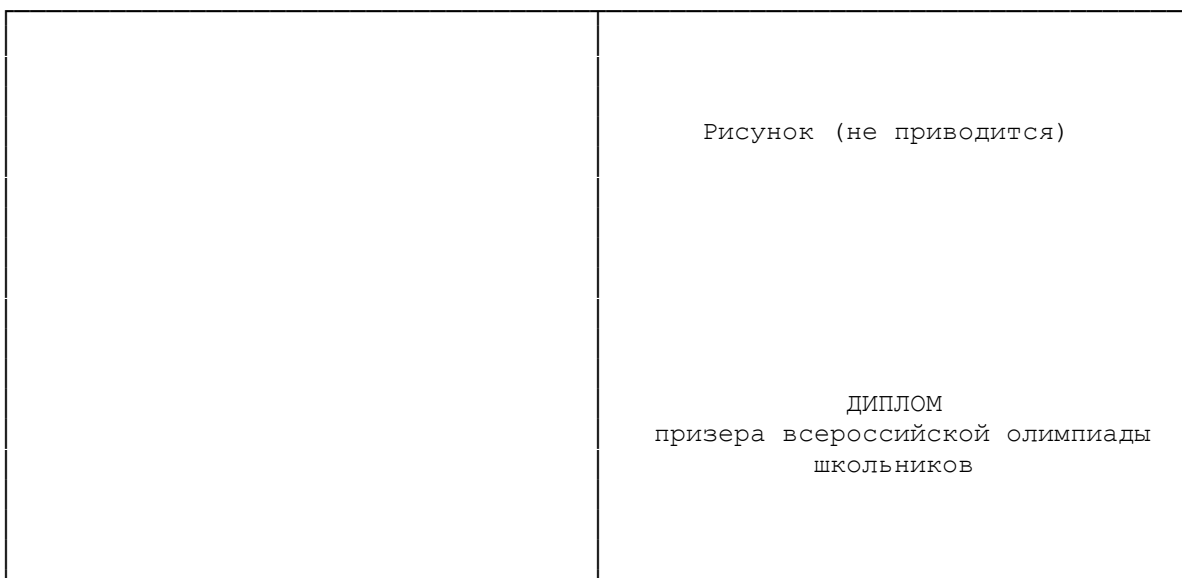 Рисунок (не приводится)
ДИПЛОМ
призера всероссийской олимпиады
школьников